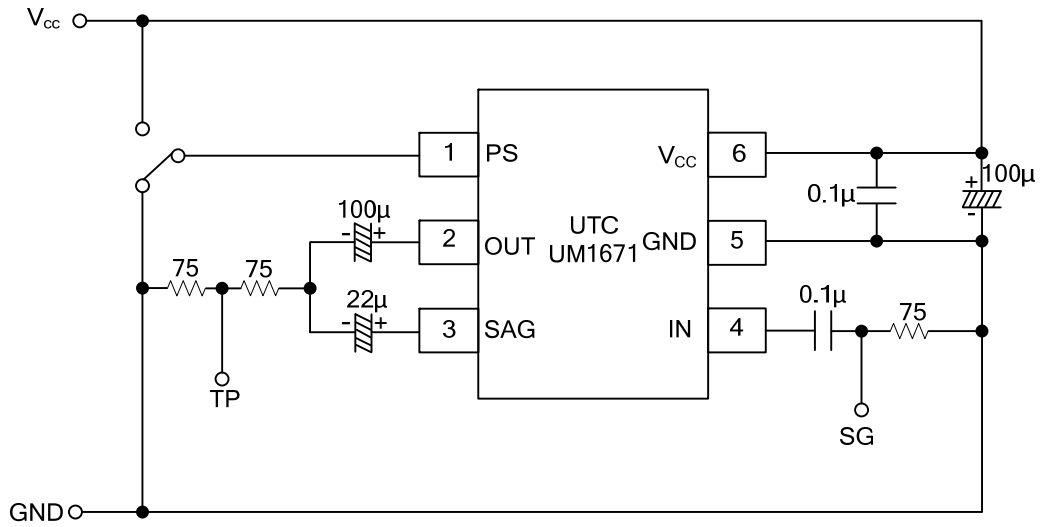 Vcc
1 PS
Vcc 6
+ 100μ
-
0.1μ
100μ
- +
2 OUT
UTC
UM1671
GND 5
75 75
22μ
- +
3 SAG
IN 4
0.1μ
75
TP
SG
GND